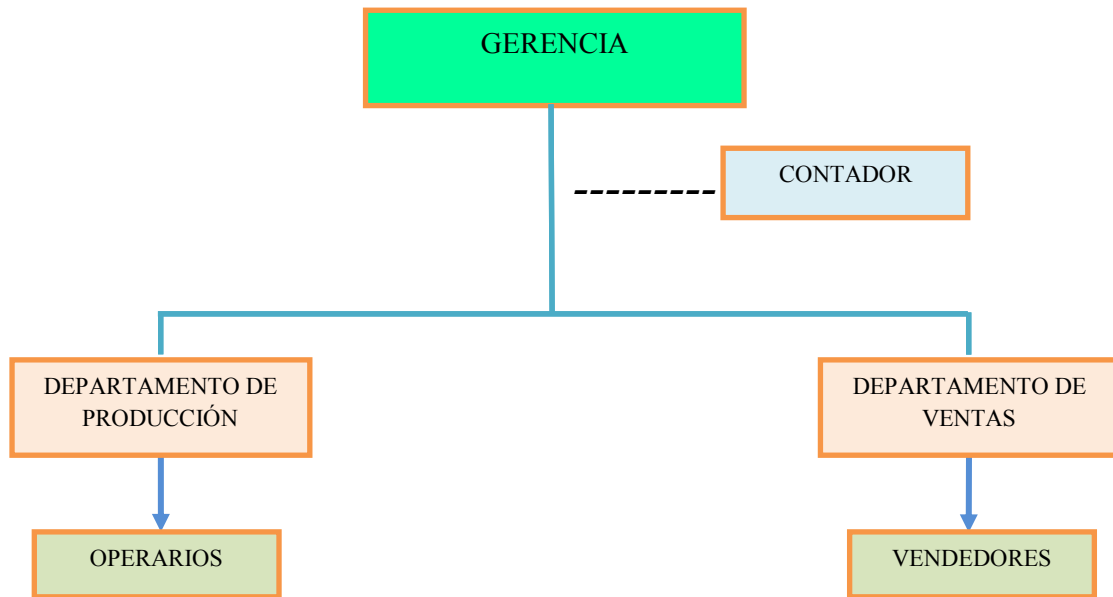 GERENCIA
CONTADOR
DEPARTAMENTO DE
PRODUCCIÓN
DEPARTAMENTO DE
VENTAS
OPERARIOS
VENDEDORES